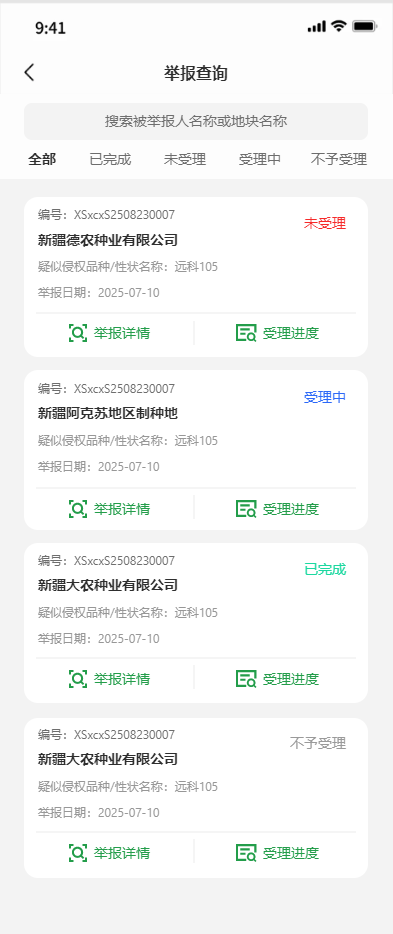 9:41
举报查询
搜索被举报人名称或地块名称
全部 已完成 未受理 受理中 不予受理
编号：XSxcxS2508230007
未受理
新疆德农种业有限公司
疑似侵权品种/性状名称：远科105
举报日期：2025-07-10
举报详情 受理进度
编号：XSxcxS2508230007
受理中
新疆阿克苏地区制种地
疑似侵权品种/性状名称：远科105
举报日期：2025-07-10
举报详情 受理进度
编号：XSxcxS2508230007
已完成
新疆大农种业有限公司
疑似侵权品种/性状名称：远科105
举报日期：2025-07-10
举报详情 受理进度
编号：XSxcxS2508230007
不予受理
新疆大农种业有限公司
疑似侵权品种/性状名称：远科105
举报日期：2025-07-10
举报详情 受理进度